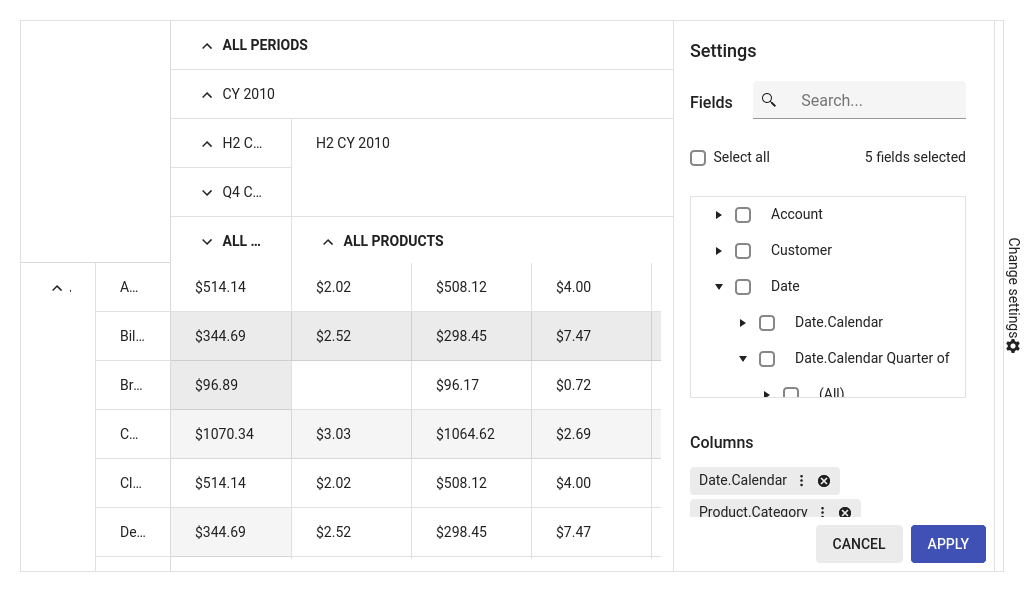 ALL PERIODS
CY 2010
H2 C… H2 CY 2010
Q4 C…
ALL … ALL PRODUCTS
. A… $514.14 $2.02 $508.12 $4.00
Bil… $344.69 $2.52 $298.45 $7.47
Br… $96.89 $96.17 $0.72
C… $1070.34 $3.03 $1064.62 $2.69
Cl… $514.14 $2.02 $508.12 $4.00
De… $344.69 $2.52 $298.45 $7.47
Settings
Fields Search...
Select all 5 fields selected
Account
Customer
Date
Date.Calendar
Date.Calendar Quarter of
(All)
Columns
Date.Calendar
Product.Category
CANCEL APPLY
Change settings